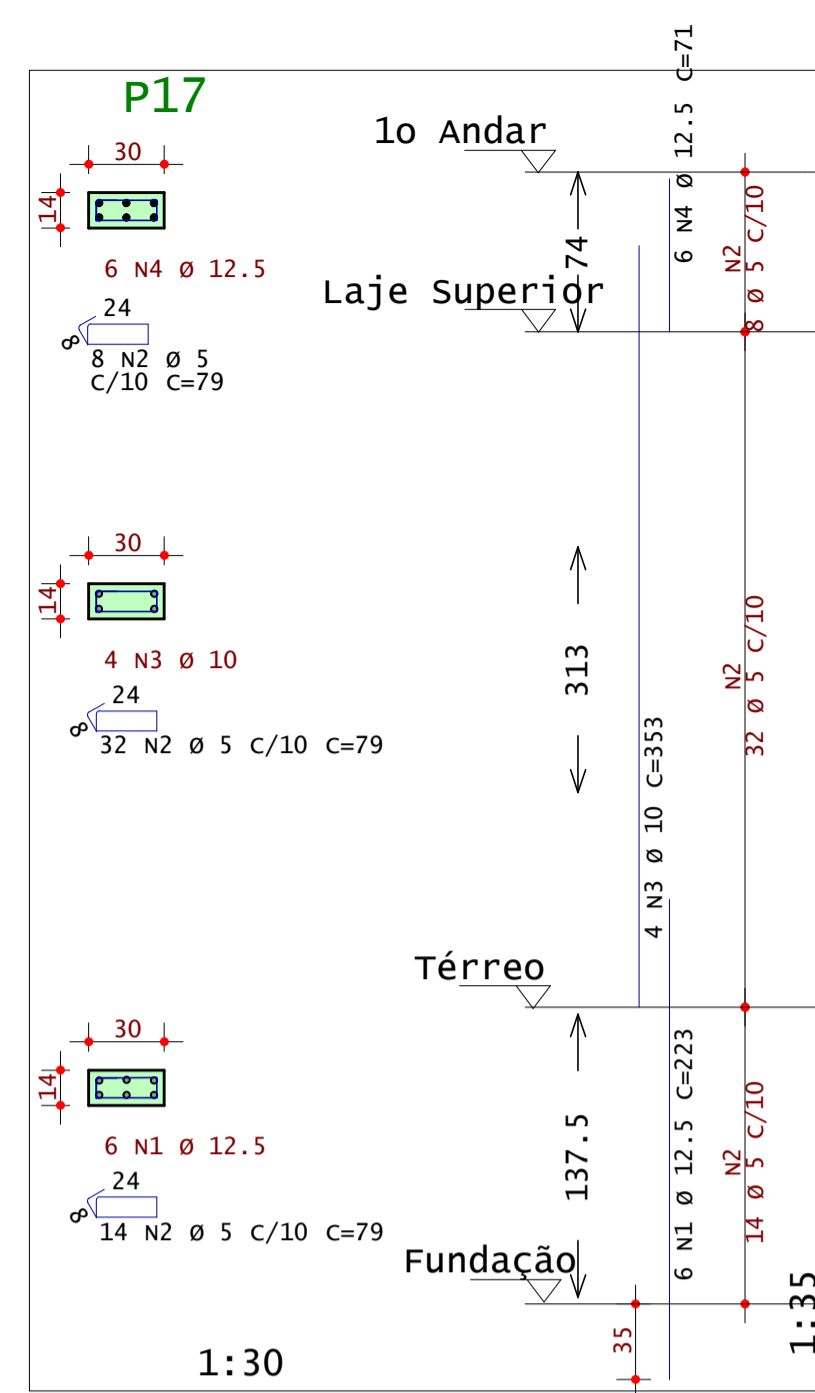 P17
30
14
6 N4 Ø 12.5
24
8
8 N2 Ø 5
C/10 C=79
30
14
4 N3 Ø 10
24
8
32 N2 Ø 5 C/10 C=79
30
14
6 N1 Ø 12.5
24
8
14 N2 Ø 5 C/10 C=79
1:30
1o Andar
74
Laje Superior
313
Térreo
137.5
Fundação
35
6 N4 Ø 12.5 C=71
4 N3 Ø 10 C=353
6 N1 Ø 12.5 C=223
N2
8 Ø 5 C/10
N2
32 Ø 5 C/10
N2
14 Ø 5 C/10
1:35